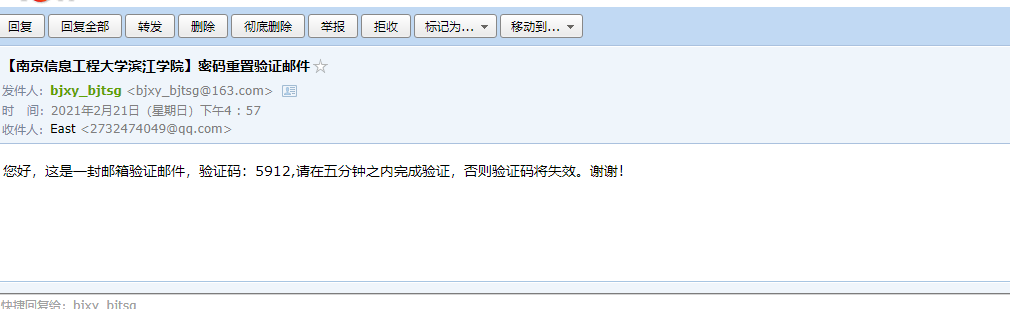 回复 回复全部 转发 删除 彻底删除 举报 拒收 标记为... 移动到...
【南京信息工程大学滨江学院】密码重置验证邮件
发件人：bjxy_bjtsg <bjxy_bjtsg@163.com>
时 间：2021年2月21日（星期日）下午4：57
收件人：East <2732474049@qq.com>
您好，这是一封邮箱验证邮件，验证码：5912,请在五分钟之内完成验证，否则验证码将失效。谢谢！
快捷回复给：bjxy_bjtsg